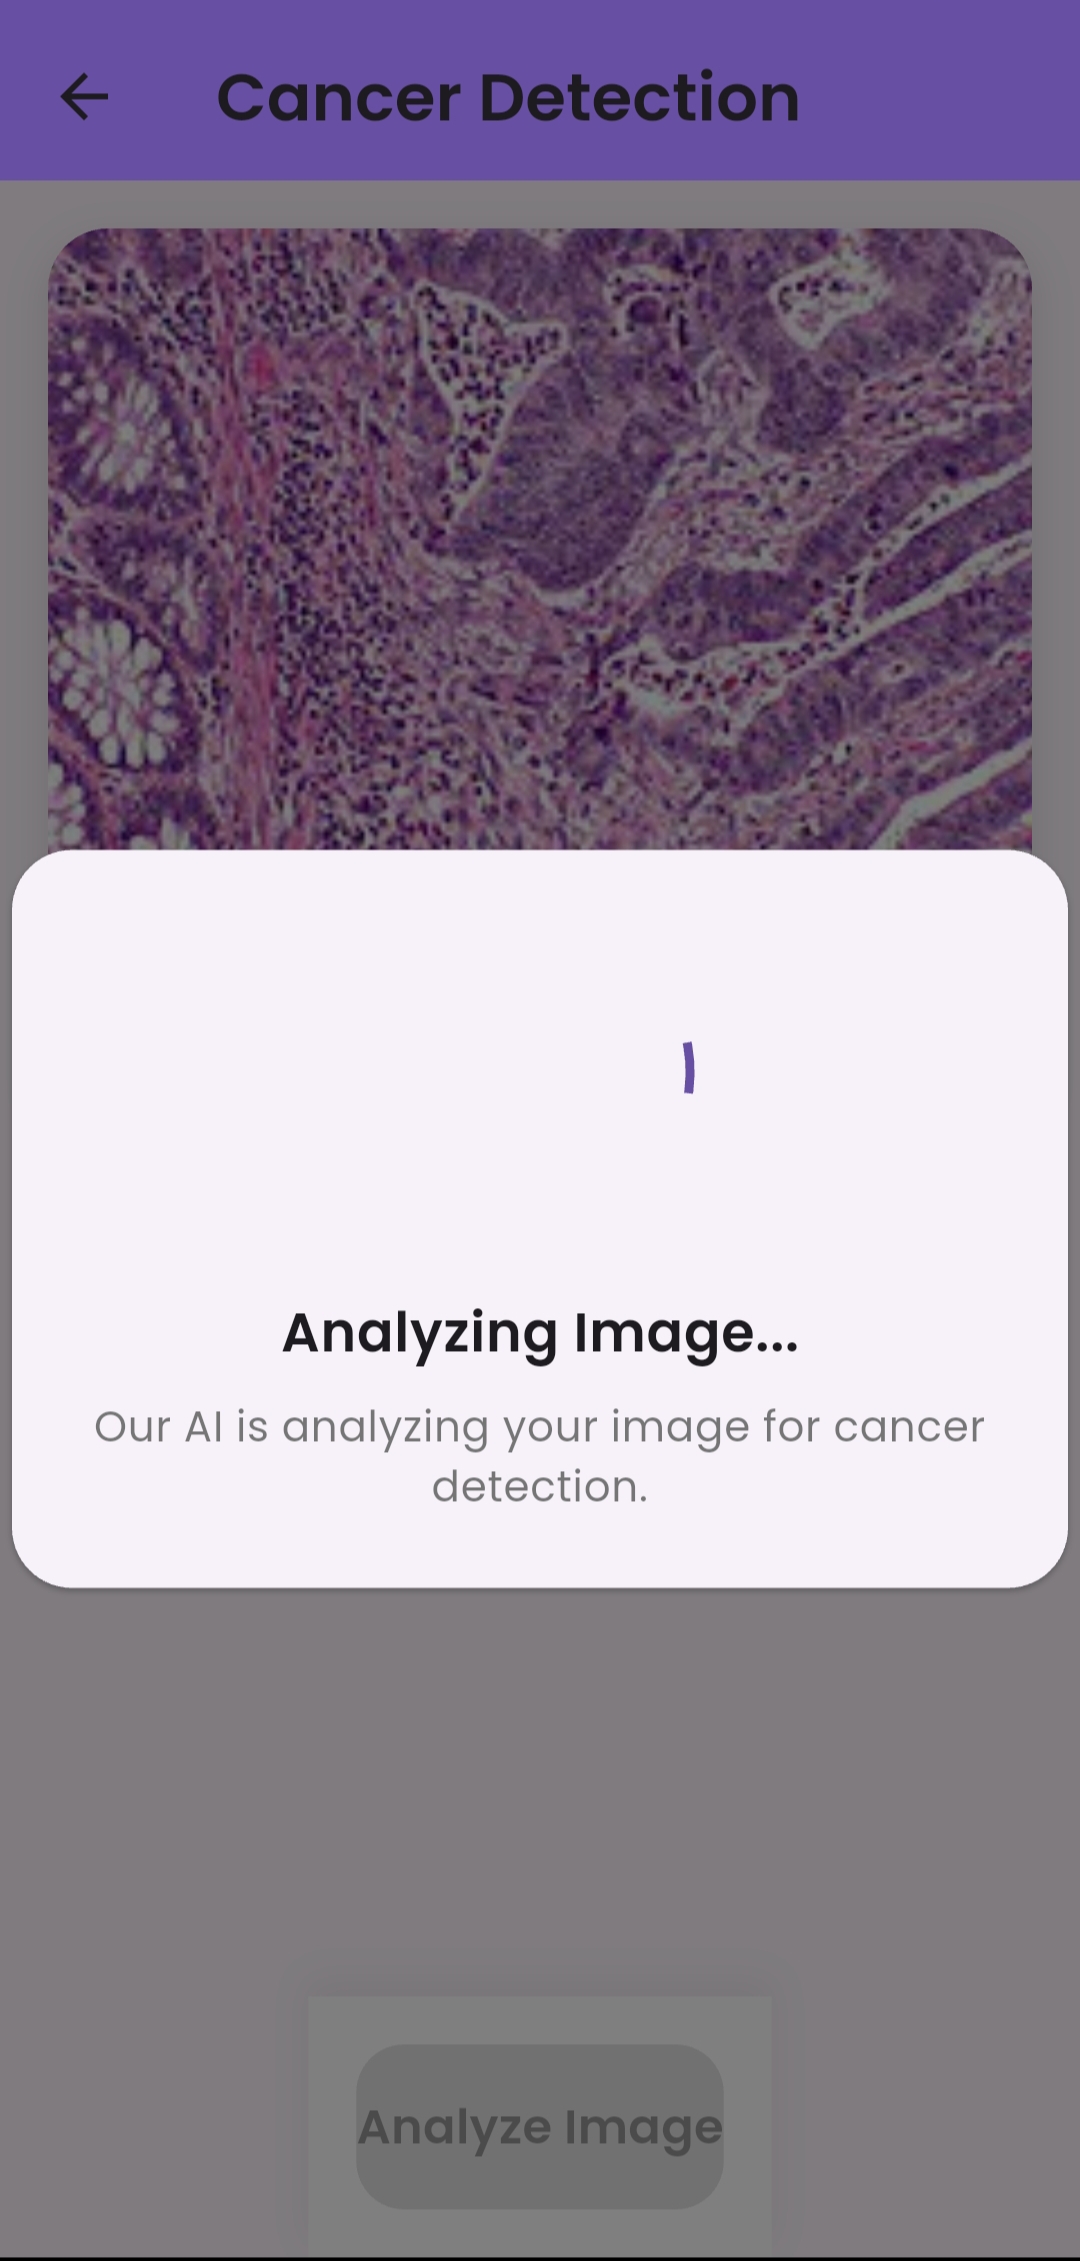 Cancer Detection
Analyzing Image...
Our AI is analyzing your image for cancer
detection.
Analyze Image